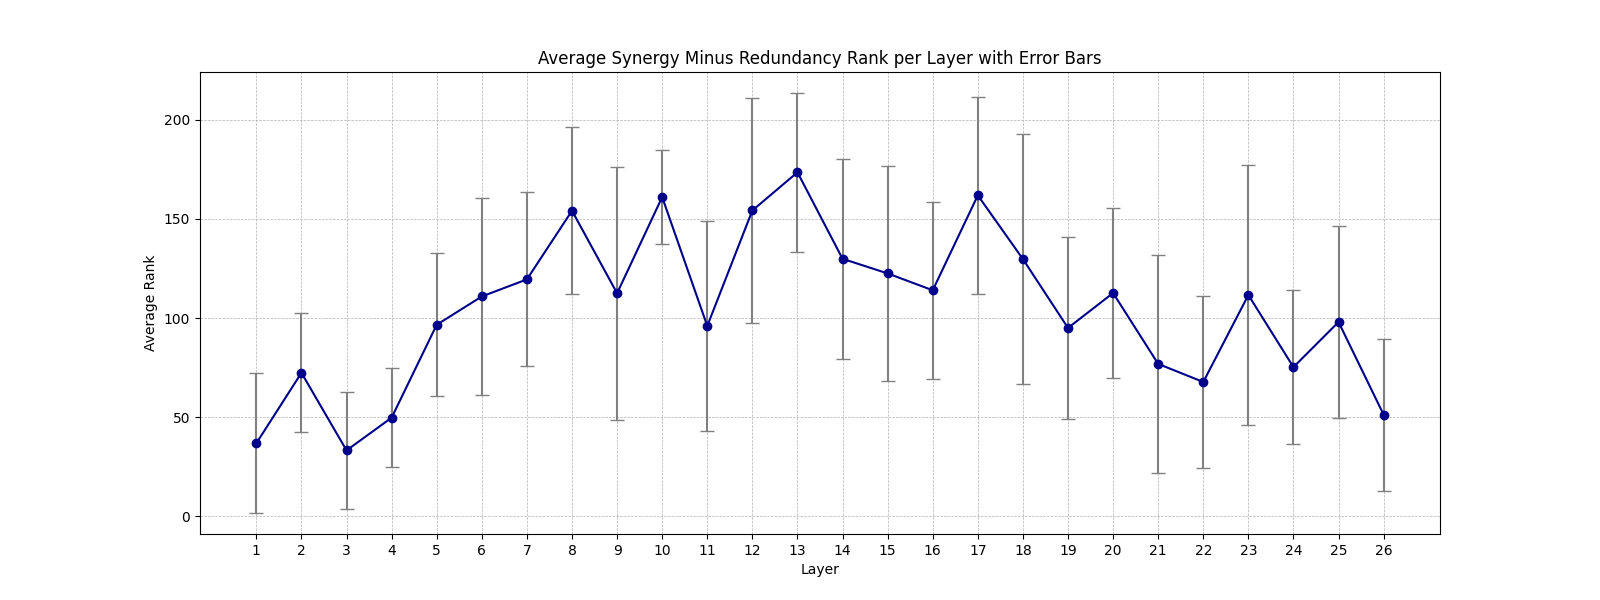 Average Synergy Minus Redundancy Rank per Layer with Error Bars
Average Rank
200
150
100
50
0
1 2 3 4 5 6 7 8 9 10 11 12 13 14 15 16 17 18 19 20 21 22 23 24 25 26
Layer